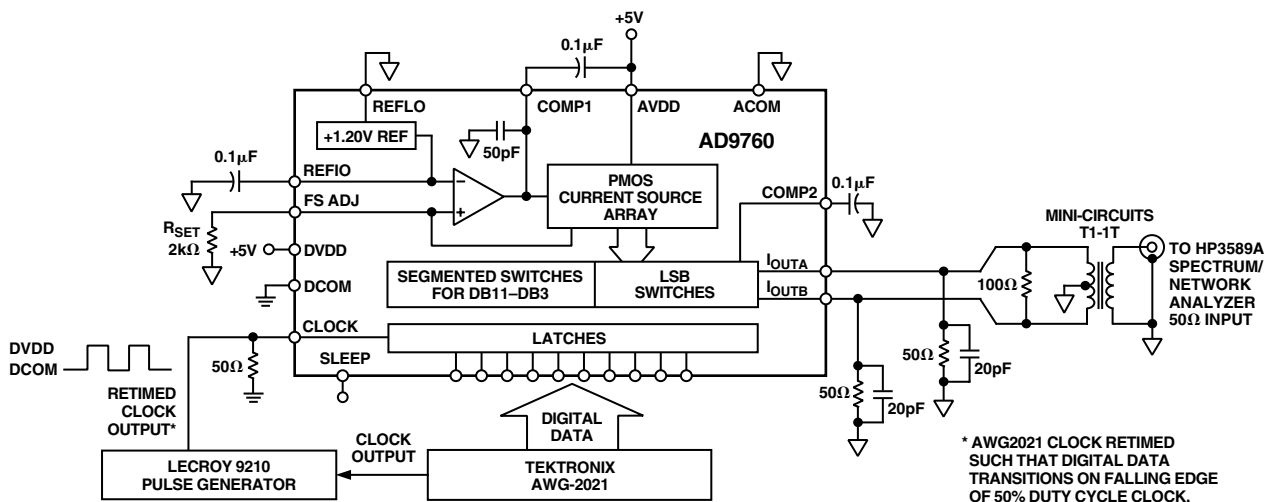 +5V
0.1µF
REFLO
COMP1
AVDD
ACOM
+1.20V REF
50pF
AD9760
0.1µF
REFIO
PMOS
CURRENT SOURCE
ARRAY
COMP2
0.1µF
FS ADJ
RSET
2kΩ
+5V
DVDD
DCOM
SEGMENTED SWITCHES
FOR DB11–DB3
LSB
SWITCHES
IOUTA
IOUTB
MINI-CIRCUITS
T1-1T
100Ω
TO HP3589A
SPECTRUM/
NETWORK
ANALYZER
50Ω INPUT
CLOCK
LATCHES
DVDD
DCOM
50Ω
SLEEP
50Ω
20pF
50Ω
20pF
RETIMED
CLOCK
OUTPUT*
DIGITAL
DATA
CLOCK
OUTPUT
LECROY 9210
PULSE GENERATOR
TEKTRONIX
AWG-2021
* AWG2021 CLOCK RETIMED
SUCH THAT DIGITAL DATA
TRANSITIONS ON FALLING EDGE
OF 50% DUTY CYCLE CLOCK.